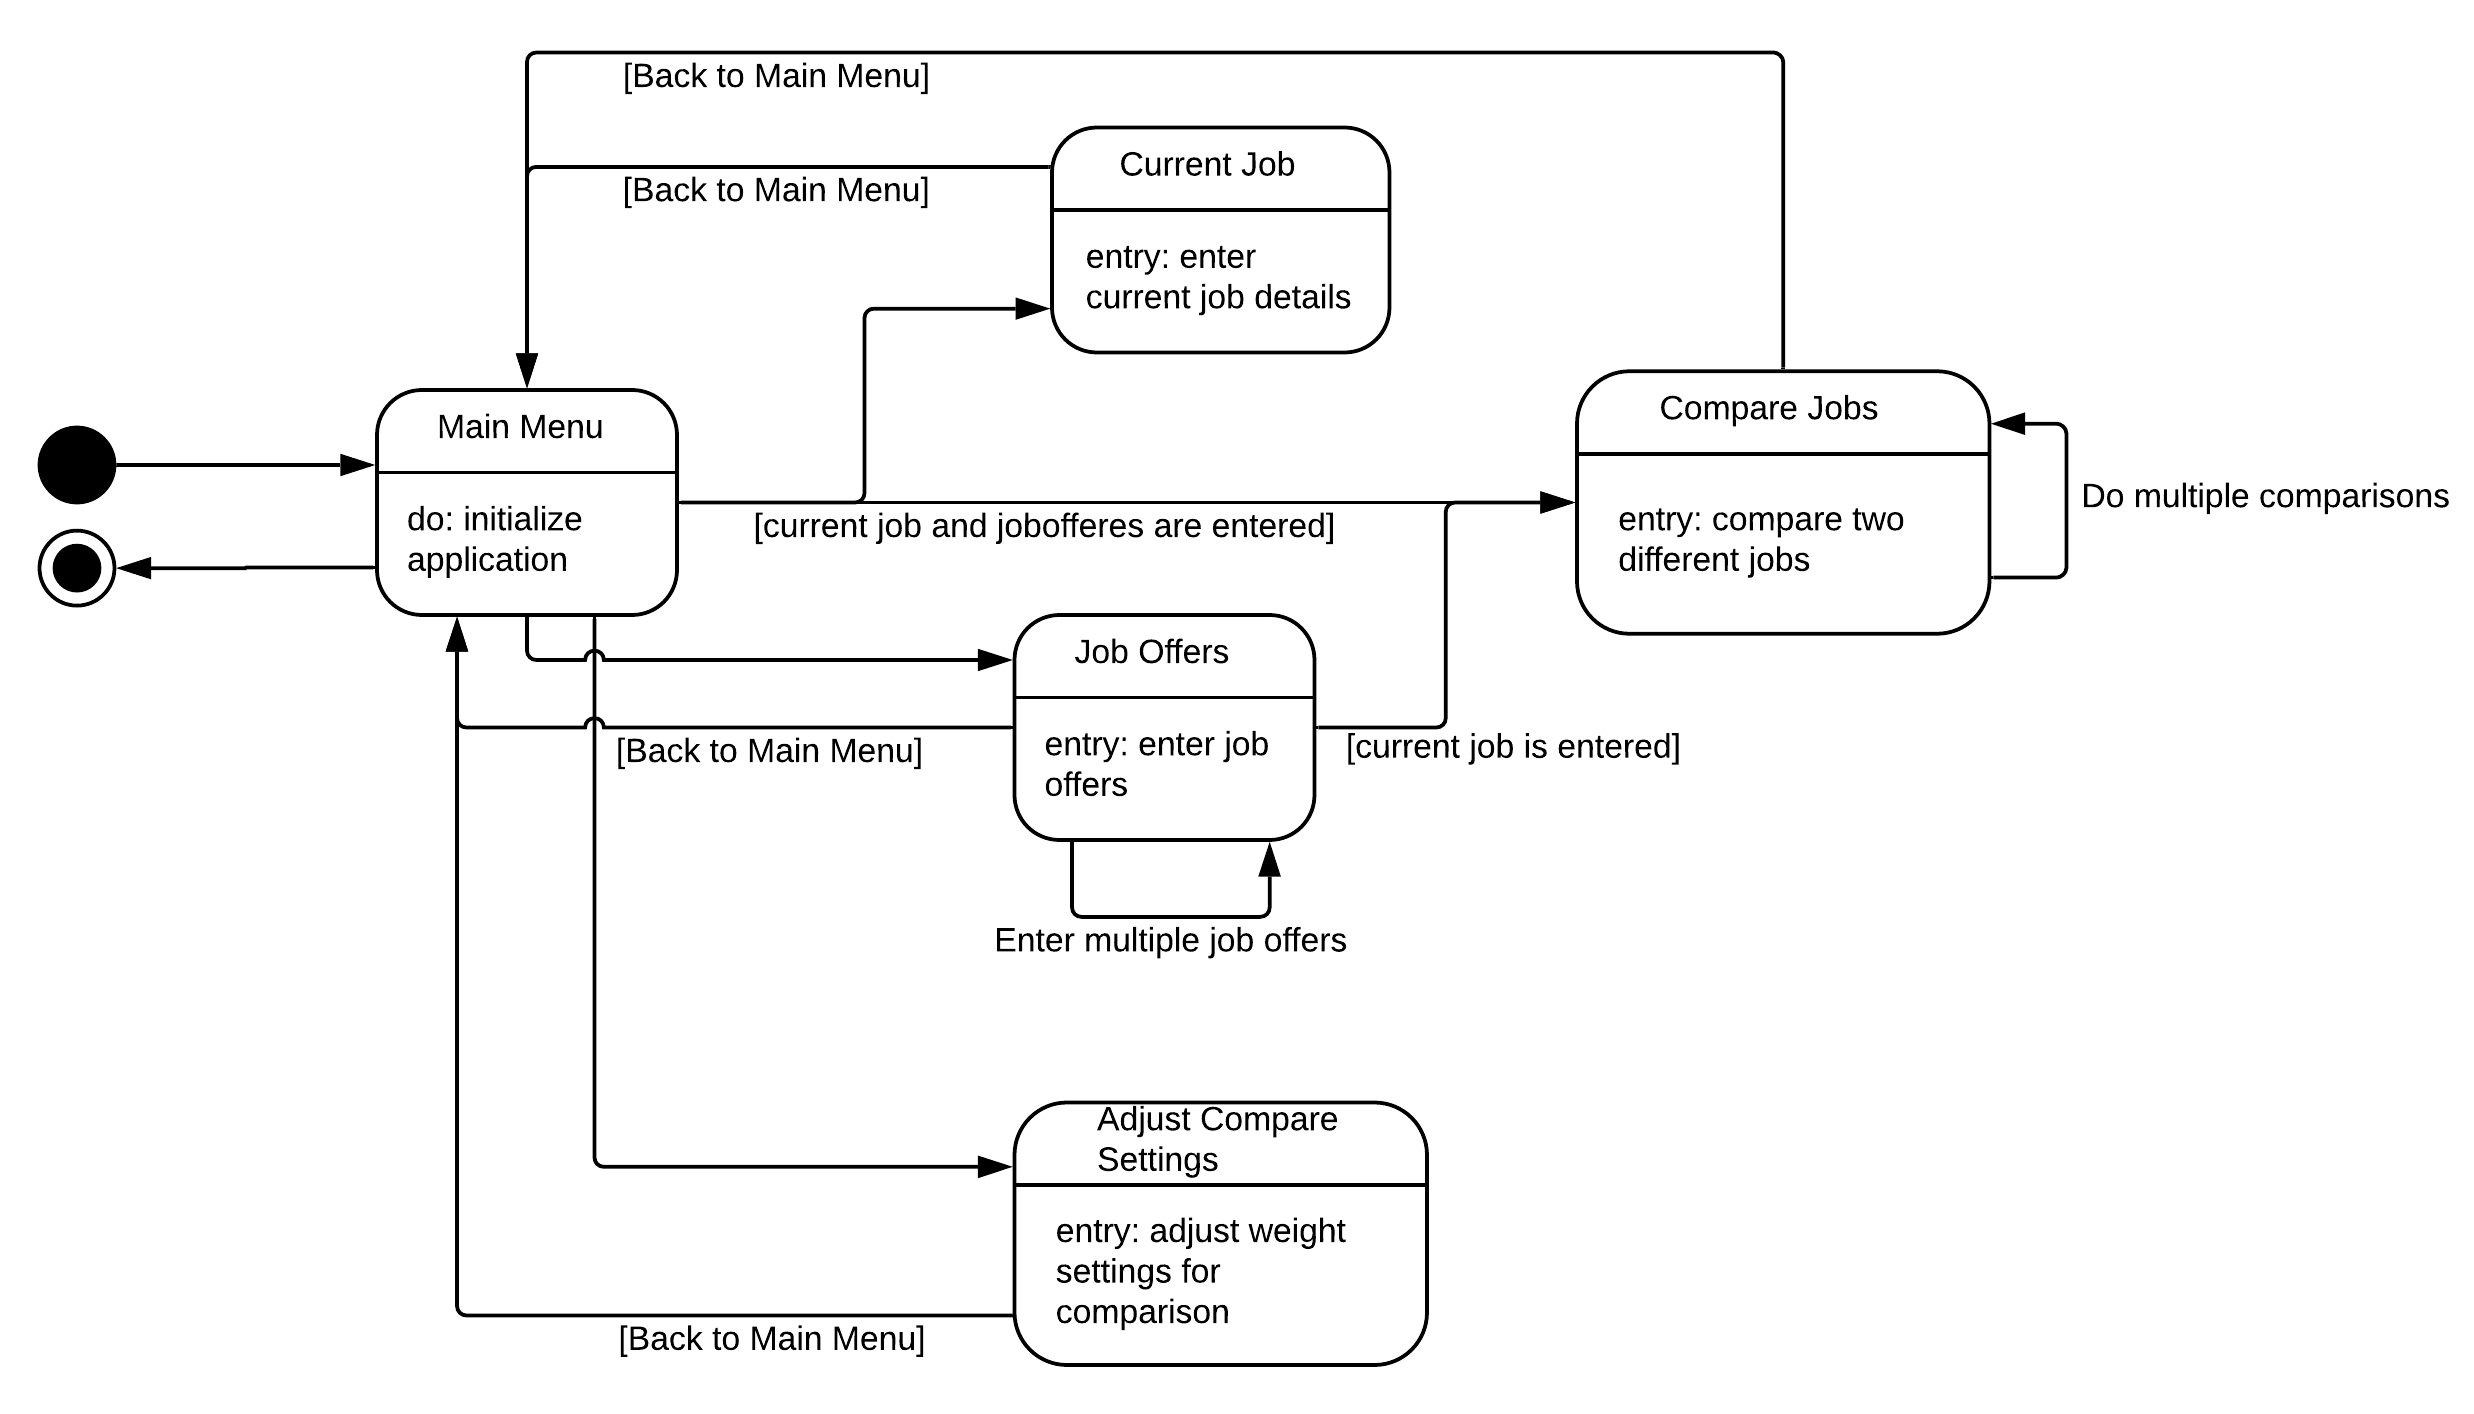 [Back to Main Menu]
Current Job
[Back to Main Menu]
entry: enter
current job details
Main Menu
do: initialize
application
[current job and jobofferes are entered]
Compare Jobs
entry: compare two
different jobs
Do multiple comparisons
Job Offers
entry: enter job
offers
[Back to Main Menu]
[current job is entered]
Enter multiple job offers
Adjust Compare
Settings
entry: adjust weight
settings for
comparison
[Back to Main Menu]